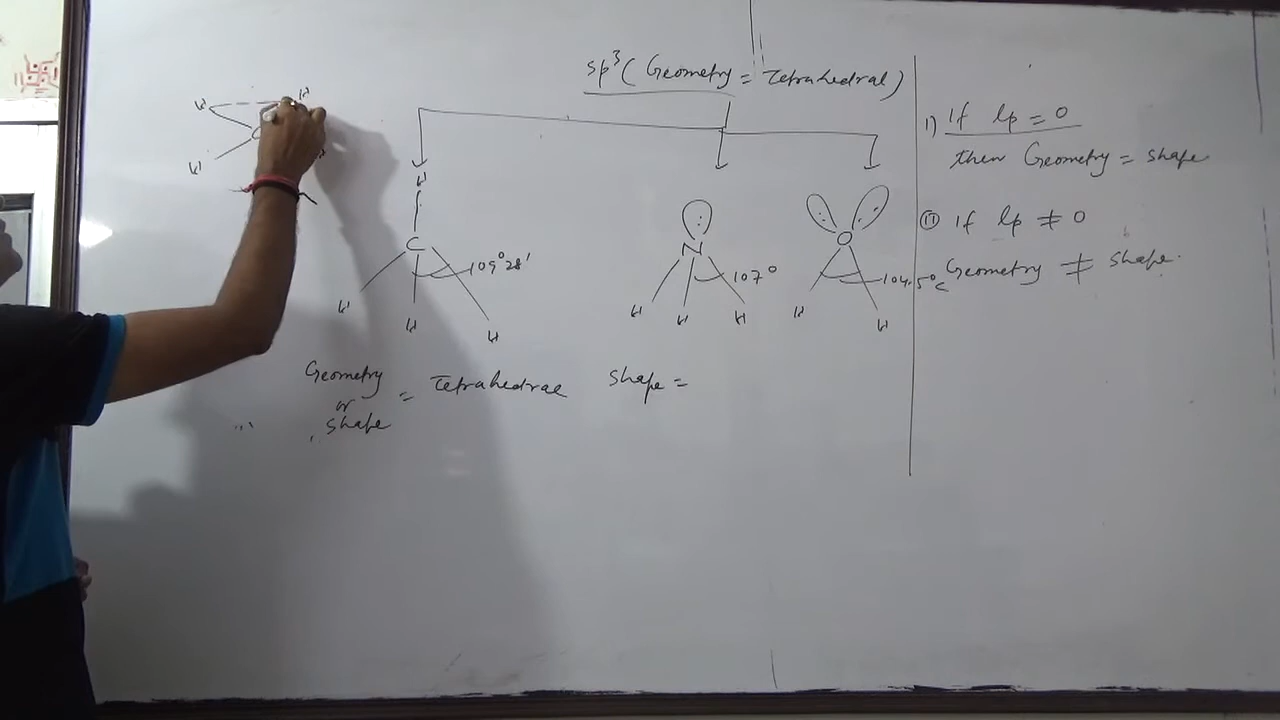 sp³ (Geometry = Tetrahedral)
H H
C
H
H
C
109°28'
H H H
N
107°
H H H
O
104.5°C
H H
Geometry
or
shape
= Tetrahedral
shape =
I) If lp = 0
then Geometry = shape
II) If lp ≠ 0
Geometry ≠ shape.